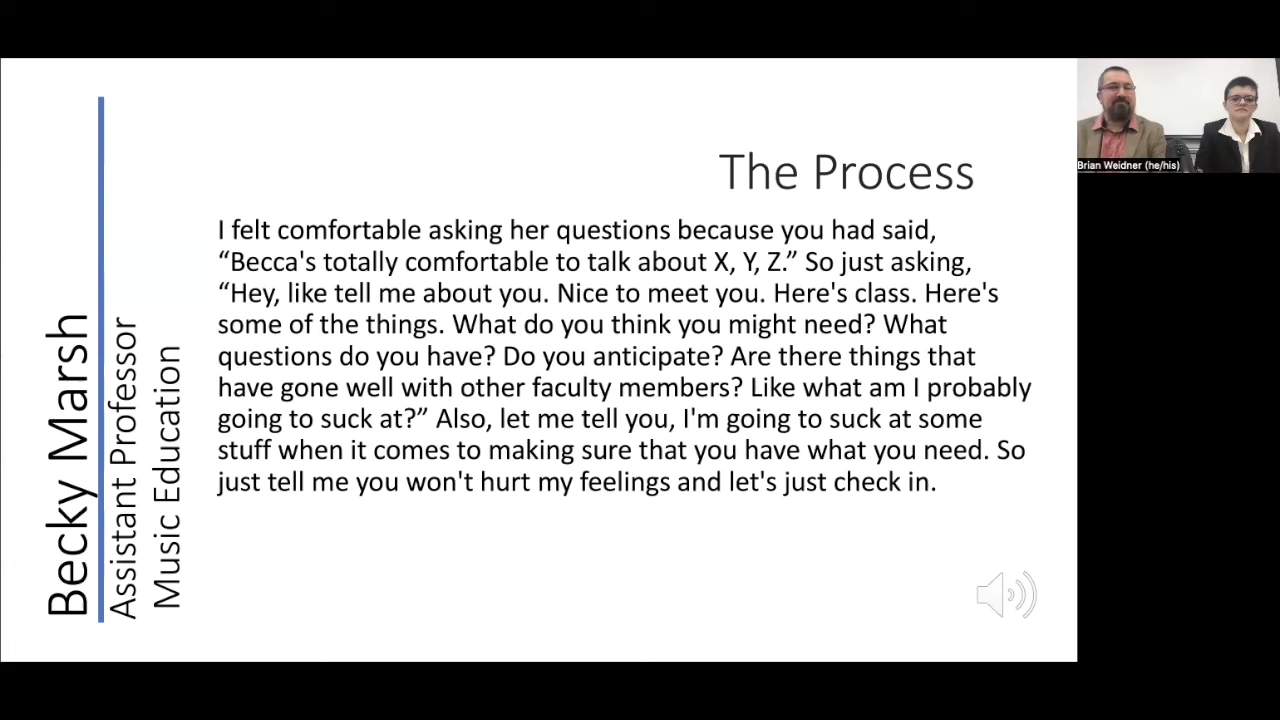 Becky Marsh
Assistant Professor
Music Education
The Process
I felt comfortable asking her questions because you had said,
“Becca's totally comfortable to talk about X, Y, Z.” So just asking,
“Hey, like tell me about you. Nice to meet you. Here's class. Here's
some of the things. What do you think you might need? What
questions do you have? Do you anticipate? Are there things that
have gone well with other faculty members? Like what am I probably
going to suck at?” Also, let me tell you, I'm going to suck at some
stuff when it comes to making sure that you have what you need. So
just tell me you won't hurt my feelings and let's just check in.
Brian Weidner (he/his)